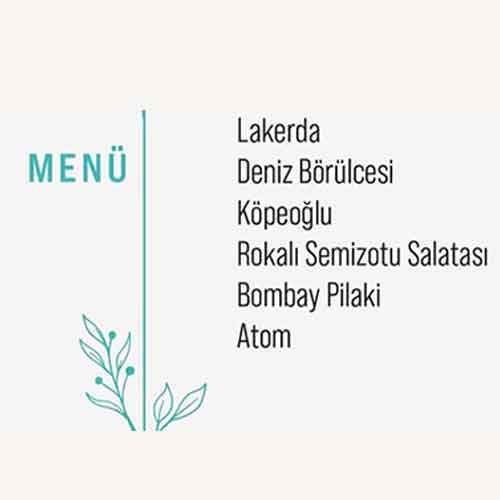 MENÜ
Lakerda
Deniz Börülcesi
Köpeoğlu
Rokalı Semizotu Salatası
Bombay Pilaki
Atom